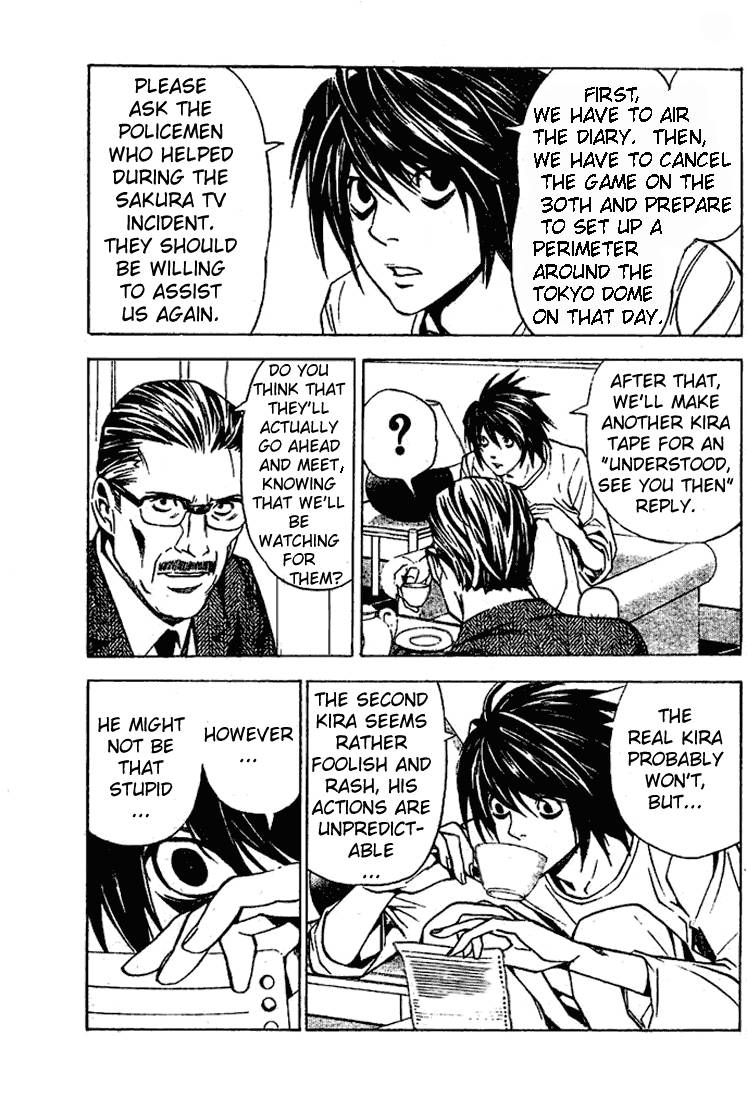 FIRST,
WE HAVE TO AIR
THE DIARY. THEN,
WE HAVE TO CANCEL
THE GAME ON THE
30TH AND PREPARE
TO SET UP A
PERIMETER
AROUND THE
TOKYO DOME
ON THAT DAY.
PLEASE
ASK THE
POLICEMEN
WHO HELPED
DURING THE
SAKURA TV
INCIDENT.
THEY SHOULD
BE WILLING
TO ASSIST
US AGAIN.
AFTER THAT,
WE'LL MAKE
ANOTHER KIRA
TAPE FOR AN
"UNDERSTOOD,
SEE YOU THEN"
REPLY.
?
DO YOU
THINK THAT
THEY'LL
ACTUALLY
GO AHEAD
AND MEET,
KNOWING
THAT WE'LL
BE
WATCHING
FOR
THEM?
THE
REAL KIRA
PROBABLY
WON'T,
BUT...
THE SECOND
KIRA SEEMS
RATHER
FOOLISH AND
RASH, HIS
ACTIONS ARE
UNPREDICT-
ABLE
...
HOWEVER
...
HE MIGHT
NOT BE
THAT
STUPID
...